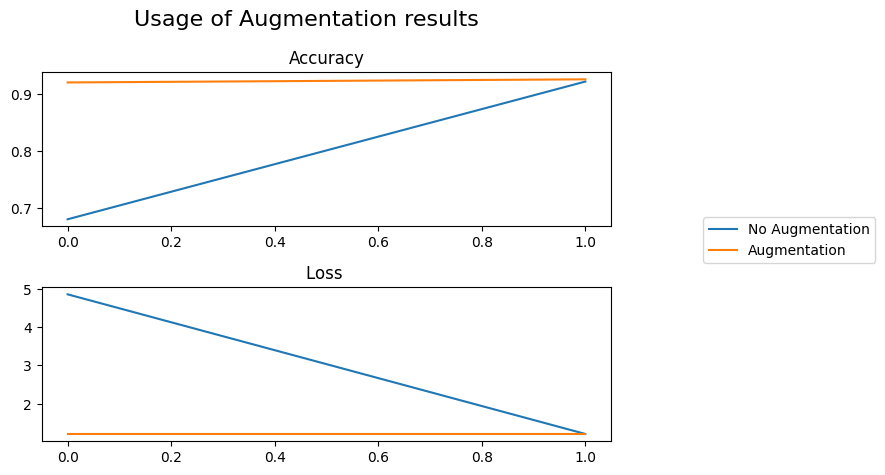 Usage of Augmentation results
Accuracy
0.9
0.8
0.7
0.0 0.2 0.4 0.6 0.8 1.0
No Augmentation
Augmentation
Loss
5
4
3
2
0.0 0.2 0.4 0.6 0.8 1.0